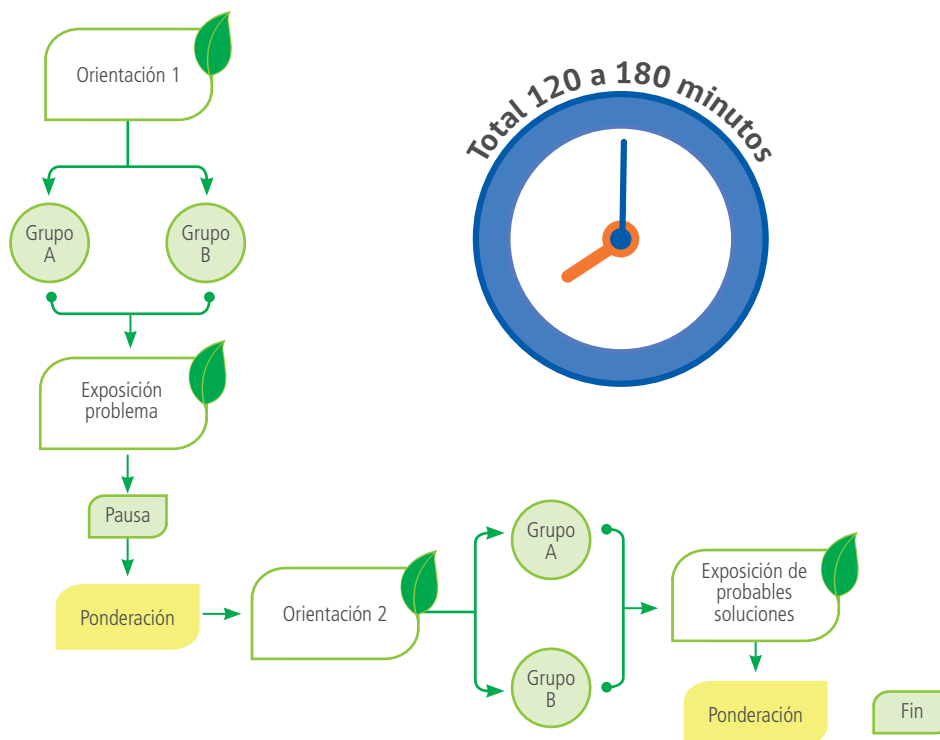 Orientación 1
Total 120 a 180 minutos
Grupo
A
Grupo
B
Exposición
problema
Pausa
Ponderación
Orientación 2
Grupo
A
Grupo
B
Exposición de
probables
soluciones
Ponderación
Fin